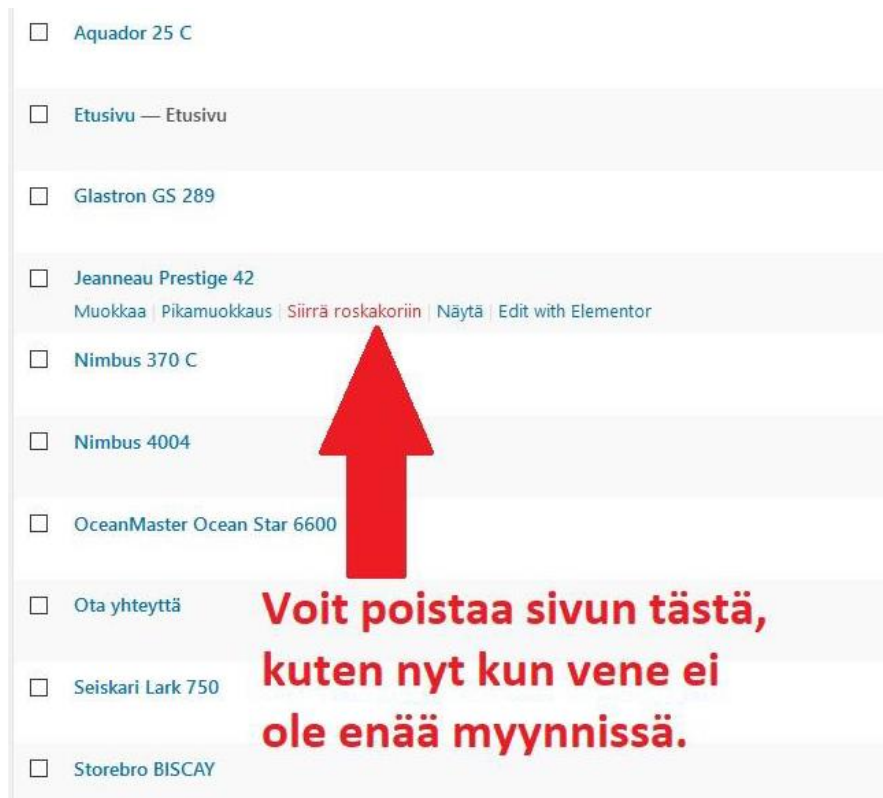 Aquador 25 C
Etusivu — Etusivu
Glastron GS 289
Jeanneau Prestige 42
Muokkaa | Pikamuokkaus | Siirrä roskakoriin | Näytä | Edit with Elementor
Nimbus 370 C
Nimbus 4004
OceanMaster Ocean Star 6600
Ota yhteyttä
Voit poistaa sivun tästä,
kuten nyt kun vene ei
Seiskari Lark 750
ole enää myynnissä.
Storebro BISCAY